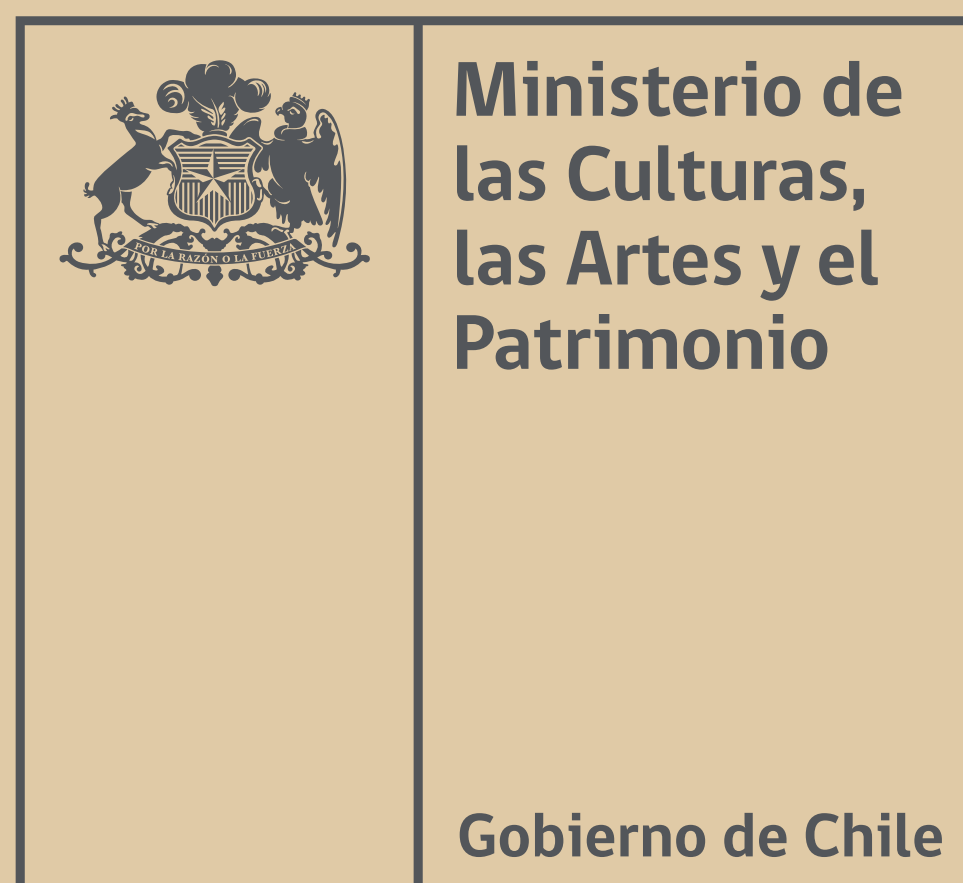 POR LA RAZÓN O LA FUERZA
Ministerio de
las Culturas,
las Artes y el
Patrimonio
Gobierno de Chile